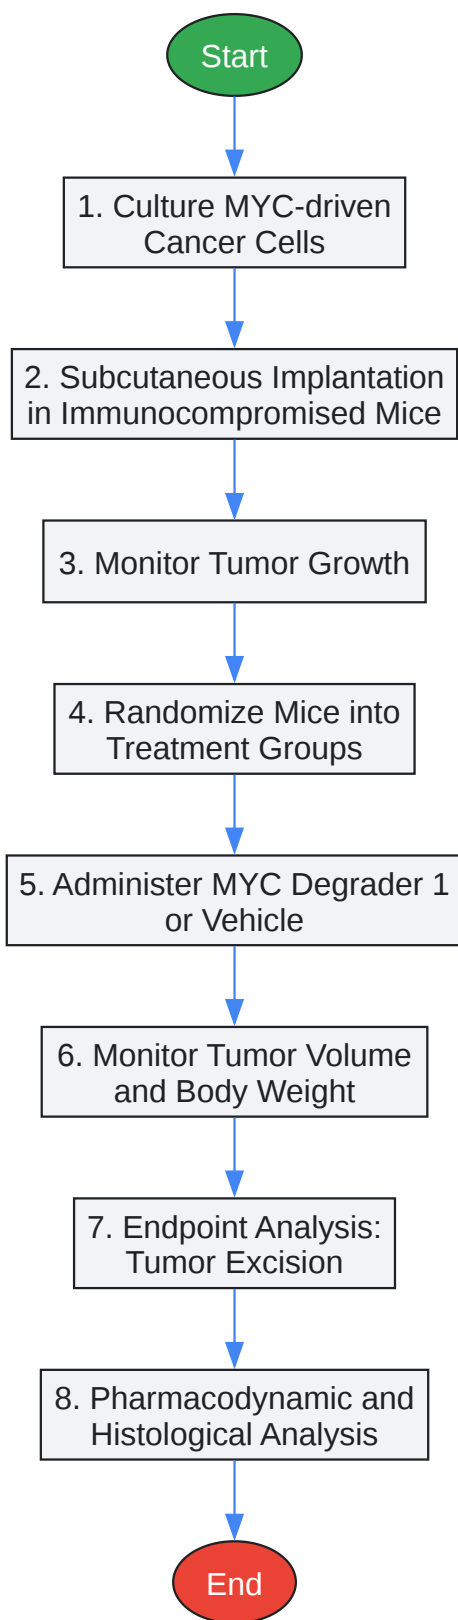 Start
1. Culture MYC-driven
Cancer Cells
2. Subcutaneous Implantation
in Immunocompromised Mice
3. Monitor Tumor Growth
4. Randomize Mice into
Treatment Groups
5. Administer MYC Degrader 1
or Vehicle
6. Monitor Tumor Volume
and Body Weight
7. Endpoint Analysis:
Tumor Excision
8. Pharmacodynamic and
Histological Analysis
End